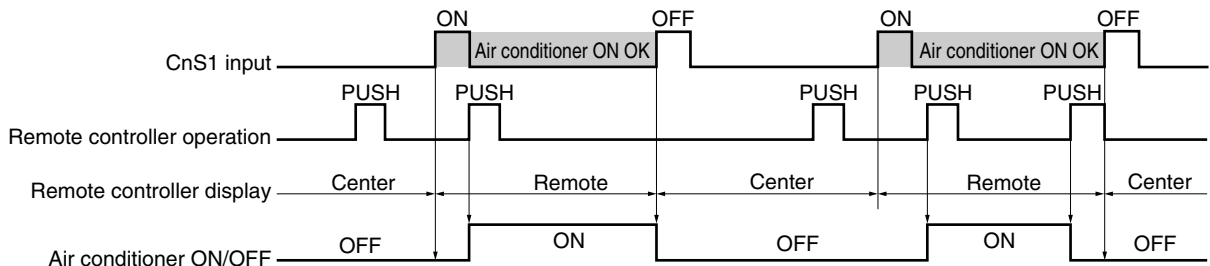 ON OFF ON OFF
CnS1 input Air conditioner ON OK Air conditioner ON OK
PUSH PUSH PUSH PUSH PUSH
Remote controller operation
Remote controller display Center Remote Center Remote Center
Air conditioner ON/OFF OFF ON OFF ON OFF